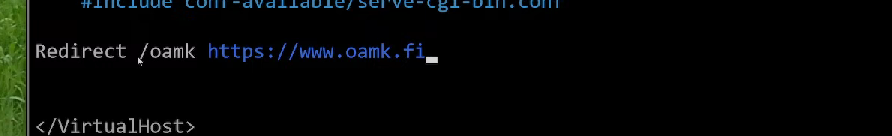 #Include conf-available/serve-cgi-bin.conf
Redirect /oamk https://www.oamk.fi
</VirtualHost>